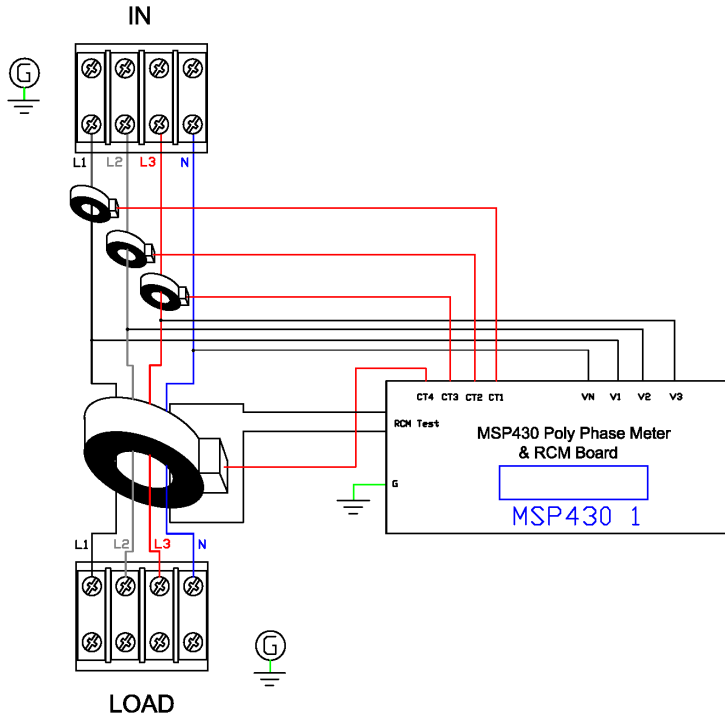 IN
G
L1 L2 L3 N
CT4 CT3 CT2 CT1 VN V1 V2 V3
RCM Test
MSP430 Poly Phase Meter
& RCM Board
G
MSP430 1
L1 L2 L3 N
G
LOAD